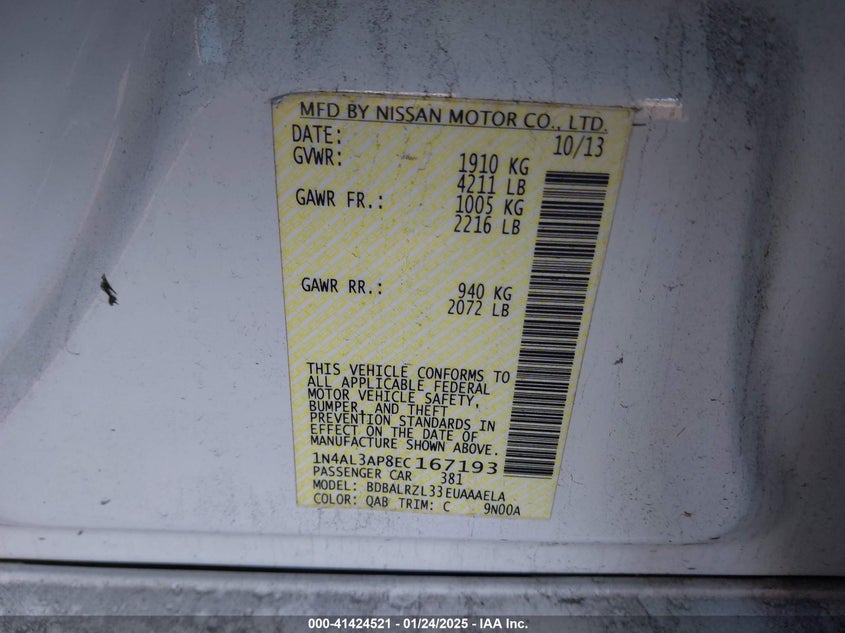 MFD BY NISSAN MOTOR CO., LTD.
DATE: 10/13
GVWR: 1910 KG
4211 LB
GAWR FR.: 1005 KG
2216 LB
GAWR RR.: 940 KG
2072 LB
THIS VEHICLE CONFORMS TO
ALL APPLICABLE FEDERAL
MOTOR VEHICLE SAFETY,
BUMPER, AND THEFT
PREVENTION STANDARDS IN
EFFECT ON THE DATE OF
MANUFACTURE SHOWN ABOVE.
1N4AL3AP8EC167193
PASSENGER CAR 381
MODEL: BDBALRZL33EUAAAELA
COLOR: QAB TRIM: C 9N00A
000-41424521 - 01/24/2025 - IAA Inc.